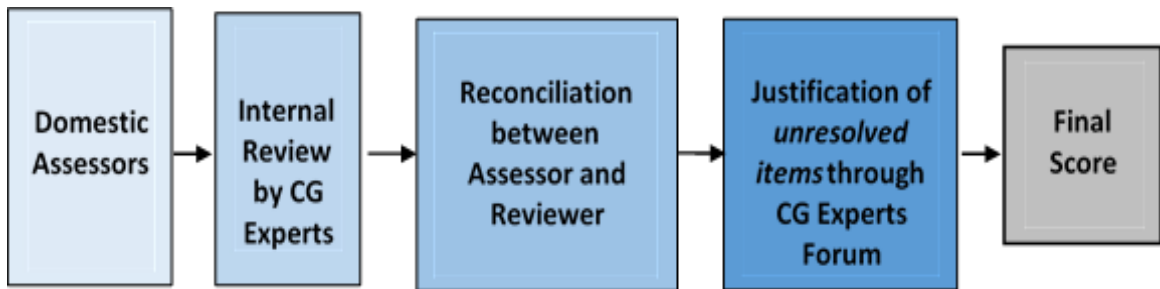 Domestic
Assessors
Internal
Review
by CG
Experts
Reconciliation
between
Assessor and
Reviewer
Justification of
unresolved
items through
CG Experts
Forum
Final
Score